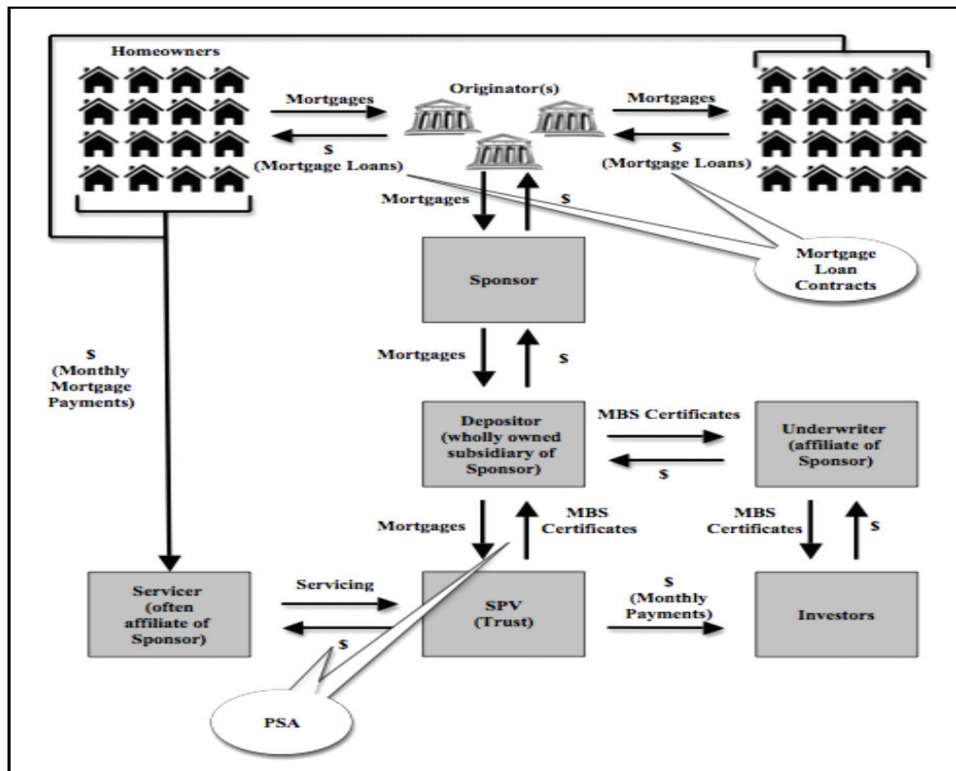 Homeowners
Originator(s)
Mortgages
$
(Mortgage Loans)
Mortgages
$
(Mortgage Loans)
Mortgages
$
Mortgage
Loan
Contracts
Sponsor
Mortgages
$
$
(Monthly
Mortgage
Payments)
Depositor
(wholly owned
subsidiary of
Sponsor)
MBS Certificates
$
Underwriter
(affiliate of
Sponsor)
Mortgages
MBS
Certificates
MBS
Certificates
$
Servicer
(often
affiliate of
Sponsor)
Servicing
$
SPV
(Trust)
$
(Monthly
Payments)
Investors
PSA